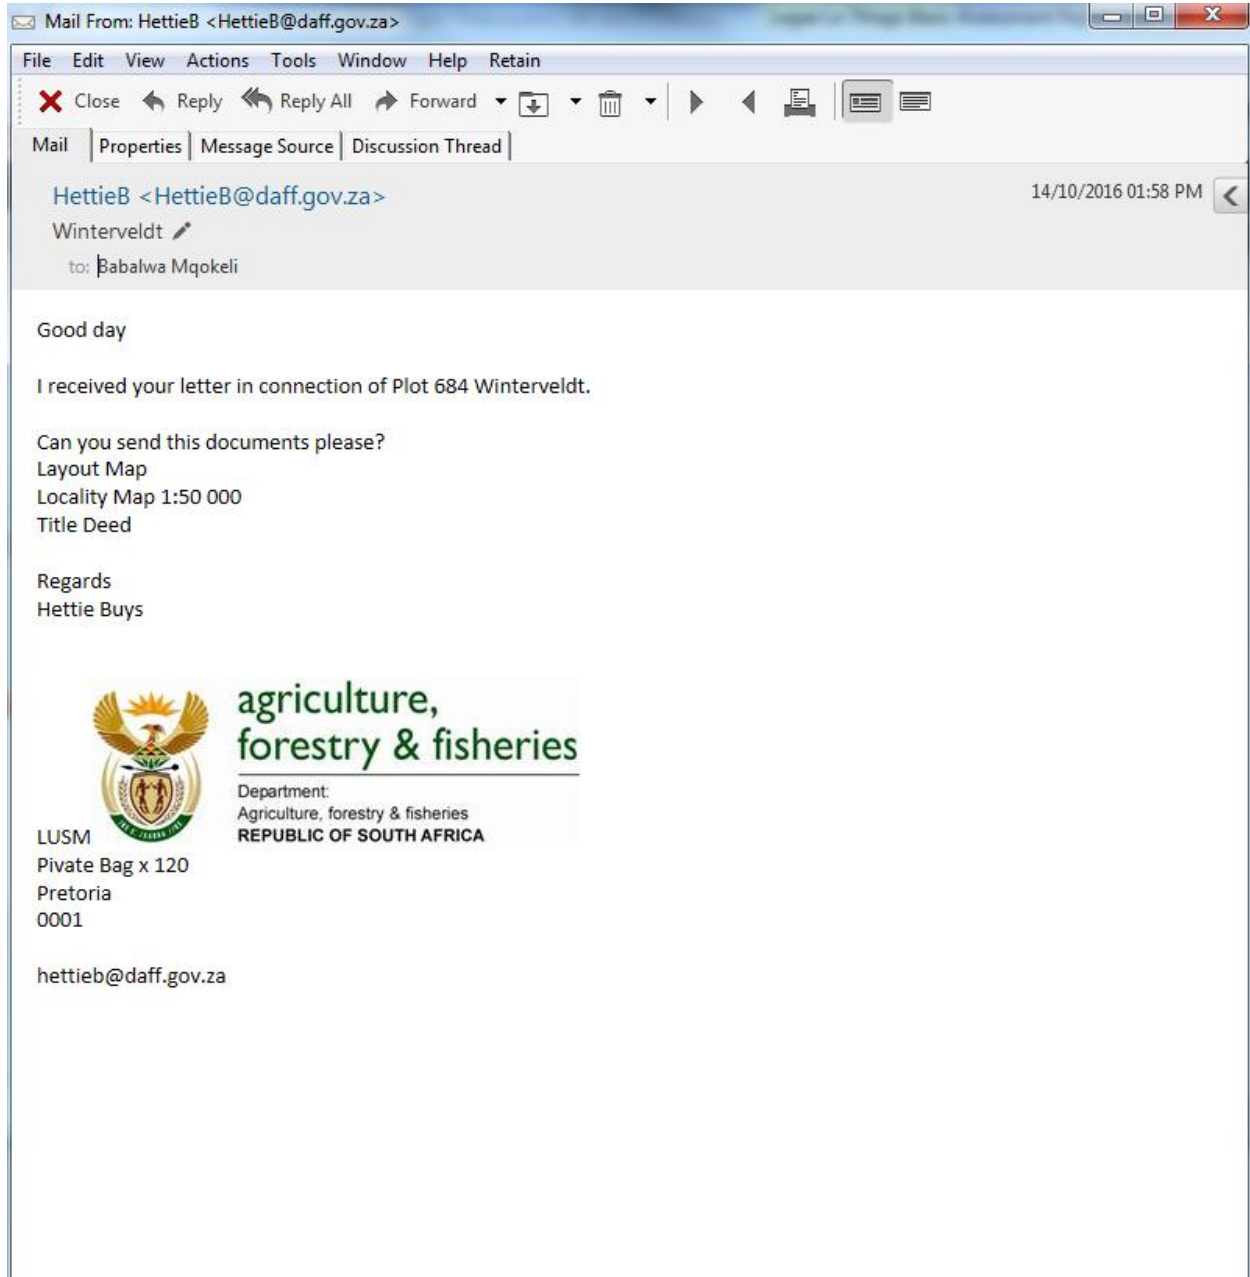 Mail From: HettieB <HettieB@daff.gov.za>
File Edit View Actions Tools Window Help Retain
Close Reply Reply All Forward
Mail Properties Message Source Discussion Thread
HettieB <HettieB@daff.gov.za> 14/10/2016 01:58 PM
Winterveldt
to: Babalwa Mqokeli
Good day
I received your letter in connection of Plot 684 Winterveldt.
Can you send this documents please?
Layout Map
Locality Map 1:50 000
Title Deed
Regards
Hettie Buys
agriculture,
forestry & fisheries
Department:
Agriculture, forestry & fisheries
REPUBLIC OF SOUTH AFRICA
LUSM
Pivate Bag x 120
Pretoria
0001
hettieb@daff.gov.za